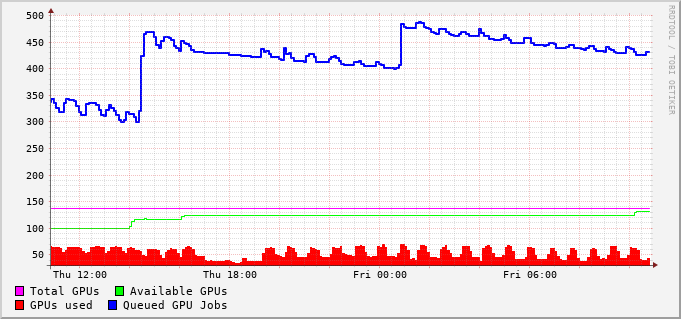 500
450
400
350
300
250
200
150
100
50
Thu 12:00 Thu 18:00 Fri 00:00 Fri 06:00
Total GPUs Available GPUs
GPUs used Queued GPU Jobs
RRDTOOL / TOBI OETIKER